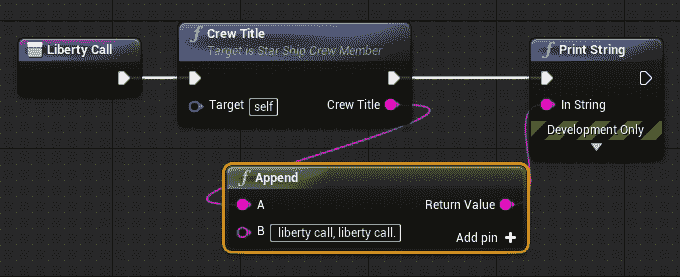 Liberty Call
f Crew Title
Target is Star Ship Crew Member
Target self
Crew Title
f Print String
In String
Development Only
f Append
A
Return Value
B liberty call, liberty call.
Add pin +